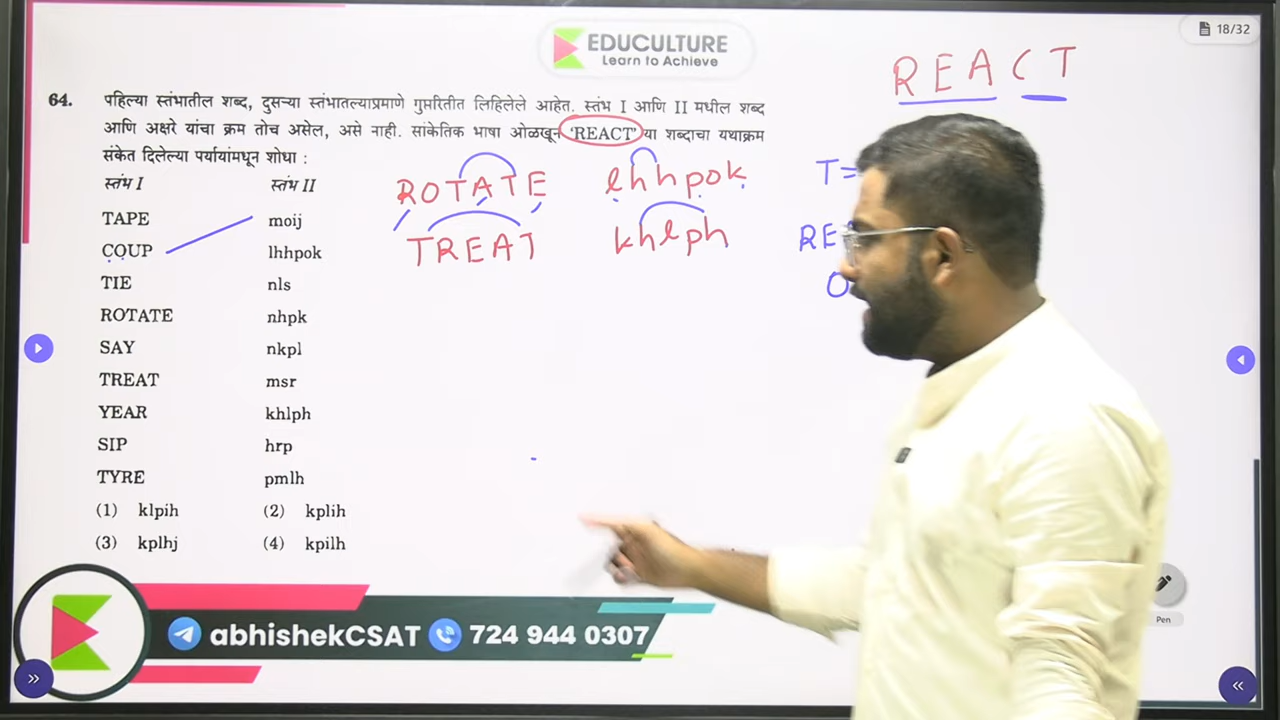 EDUCULTURE
Learn to Achieve
18/32
REACT
64. पहिल्या स्तंभातील शब्द, दुसऱ्या स्तंभातल्याप्रमाणे गुप्तरितीत लिहिलेले आहेत. स्तंभ I आणि II मधील शब्द
आणि अक्षरे यांचा क्रम तोच असेल, असे नाही. सांकेतिक भाषा ओळखून 'REACT' या शब्दाचा यथाक्रम
संकेत दिलेल्या पर्यायांमधून शोधा :
स्तंभ I स्तंभ II
TAPE moij
COUP lhhpok
TIE nls
ROTATE nhpk
SAY nkpl
TREAT msr
YEAR khlph
SIP hrp
TYRE pmlh
(1) klpih (2) kplih
(3) kplhj (4) kpilh
ROTATE lhhpok
TREAT khlph
T=
RE
O
abhishekCSAT 724 944 0307
Pen